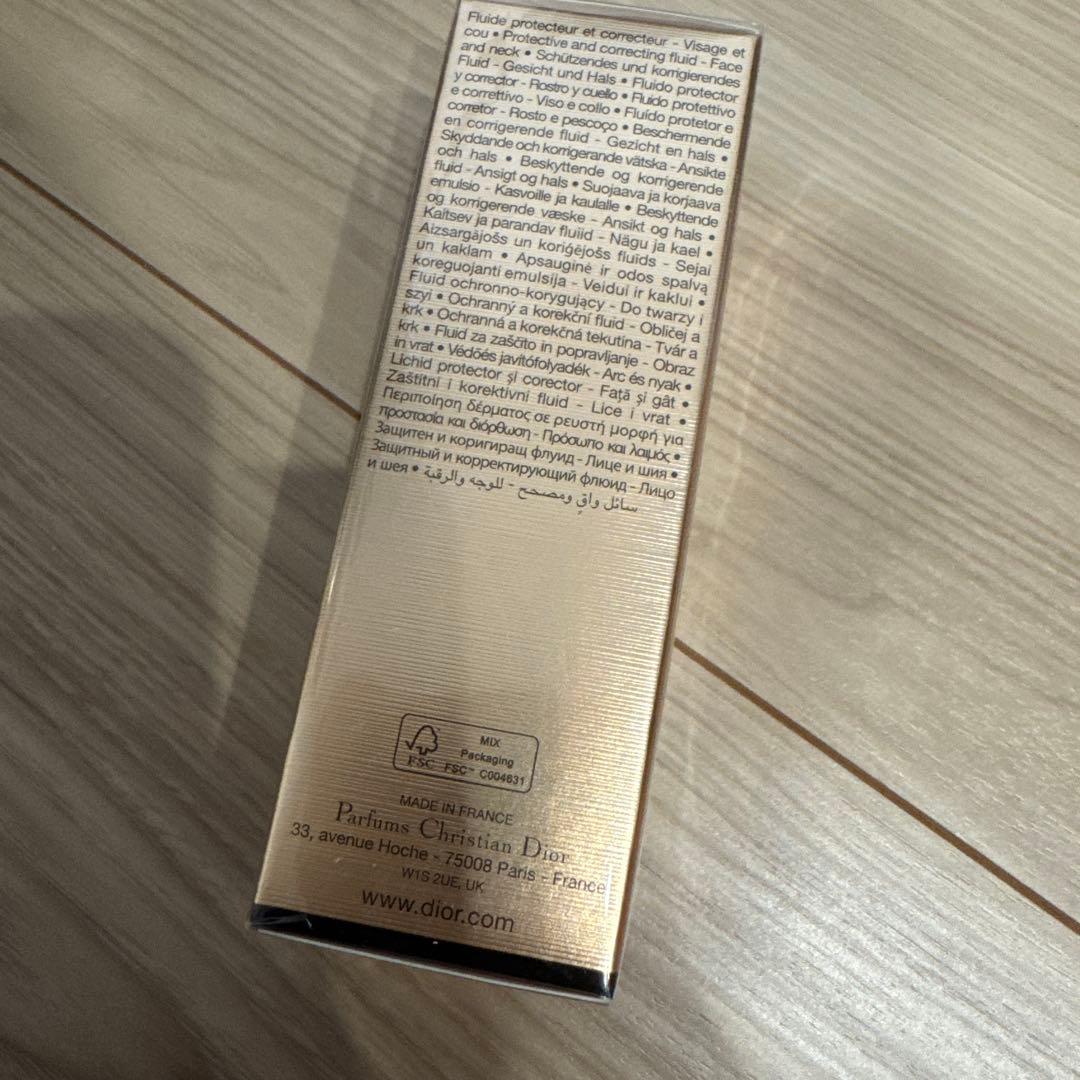 Fluide protecteur et correcteur - Visage et
cou • Protective and correcting fluid - Face
and neck • Schützendes und korrigierendes
Fluid - Gesicht und Hals • Fluido protector
y corrector - Rostro y cuello • Fluido protettivo
e correttivo - Viso e collo • Fluído protetor e
corretor - Rosto e pescoço • Beschermende
en corrigerende fluid - Gezicht en hals •
Skyddande och korrigerande vätska - Ansikte
och hals • Beskyttende og korrigerende
fluid - Ansigt og hals • Suojaava ja korjaava
emulsio - Kasvoille ja kaulalle • Beskyttende
og korrigerende væske - Ansikt og hals •
Kaitsev ja parandav fluiid - Nägu ja kael •
Aizsargājošs un koriģējošs fluids - Sejai
un kaklam • Apsauginė ir odos spalvą
koreguojanti emulsija - Veidui ir kaklui •
Fluid ochronno-korygujący - Do twarzy i
szyi • Ochranný a korekční fluid - Obličej a
krk • Ochranná a korekčná tekutina - Tvár a
krk • Fluid za zaščito in popravljanje - Obraz
in vrat • Védőés javítófolyadék - Arc és nyak •
Lichid protector și corector - Față și gât •
Zaštitni i korektivni fluid - Lice i vrat •
Περιποίηση δέρματος σε ρευστή μορφή για
προστασία και διόρθωση - Πρόσωπο και λαιμός •
Защитен и коригиращ флуид - Лице и шия •
Защитный и корректирующий флюид - Лицо
и шея • سائل واقٍ ومصحح - للوجه والرقبة
MIX
Packaging
FSC FSC™ C004631
MADE IN FRANCE
Parfums Christian Dior
33, avenue Hoche - 75008 Paris - France
W1S 2UE, UK
www.dior.com